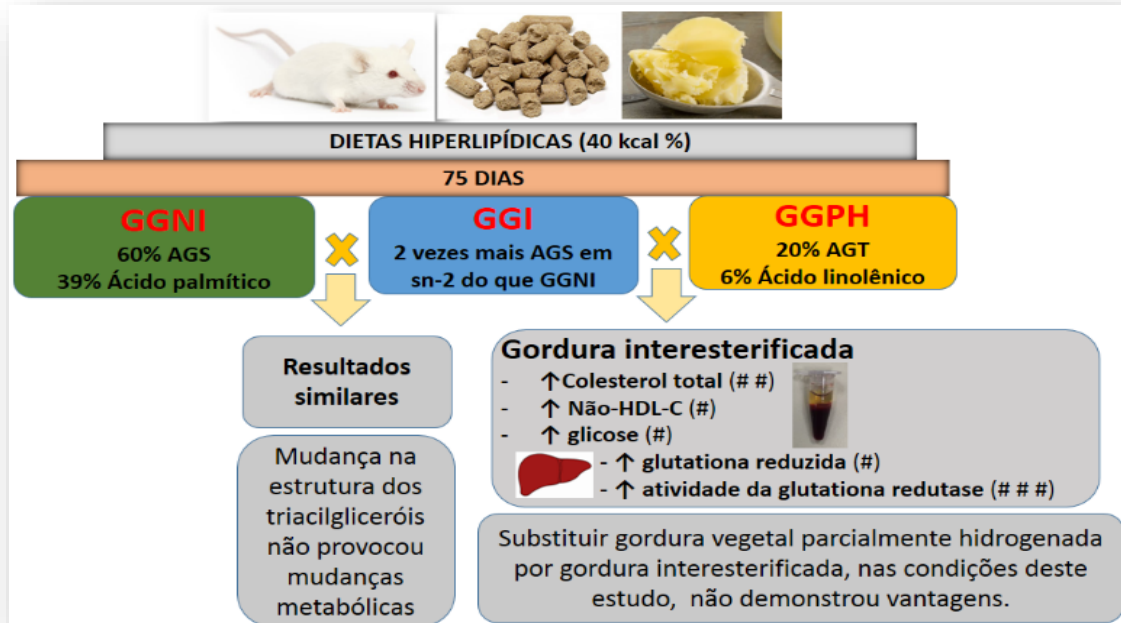 DIETAS HIPERLIPÍDICAS (40 kcal %)
75 DIAS
GGNI
60% AGS
39% Ácido palmítico
GGI
2 vezes mais AGS em
sn-2 do que GGNI
GGPH
20% AGT
6% Ácido linolênico
Resultados
similares
Mudança na
estrutura dos
triacilgliceróis
não provocou
mudanças
metabólicas
Gordura interesterificada
- ↑Colesterol total (# #)
- ↑ Não-HDL-C (#)
- ↑ glicose (#)
- ↑ glutationa reduzida (#)
- ↑ atividade da glutationa redutase (# # #)
Substituir gordura vegetal parcialmente hidrogenada
por gordura interesterificada, nas condições deste
estudo, não demonstrou vantagens.